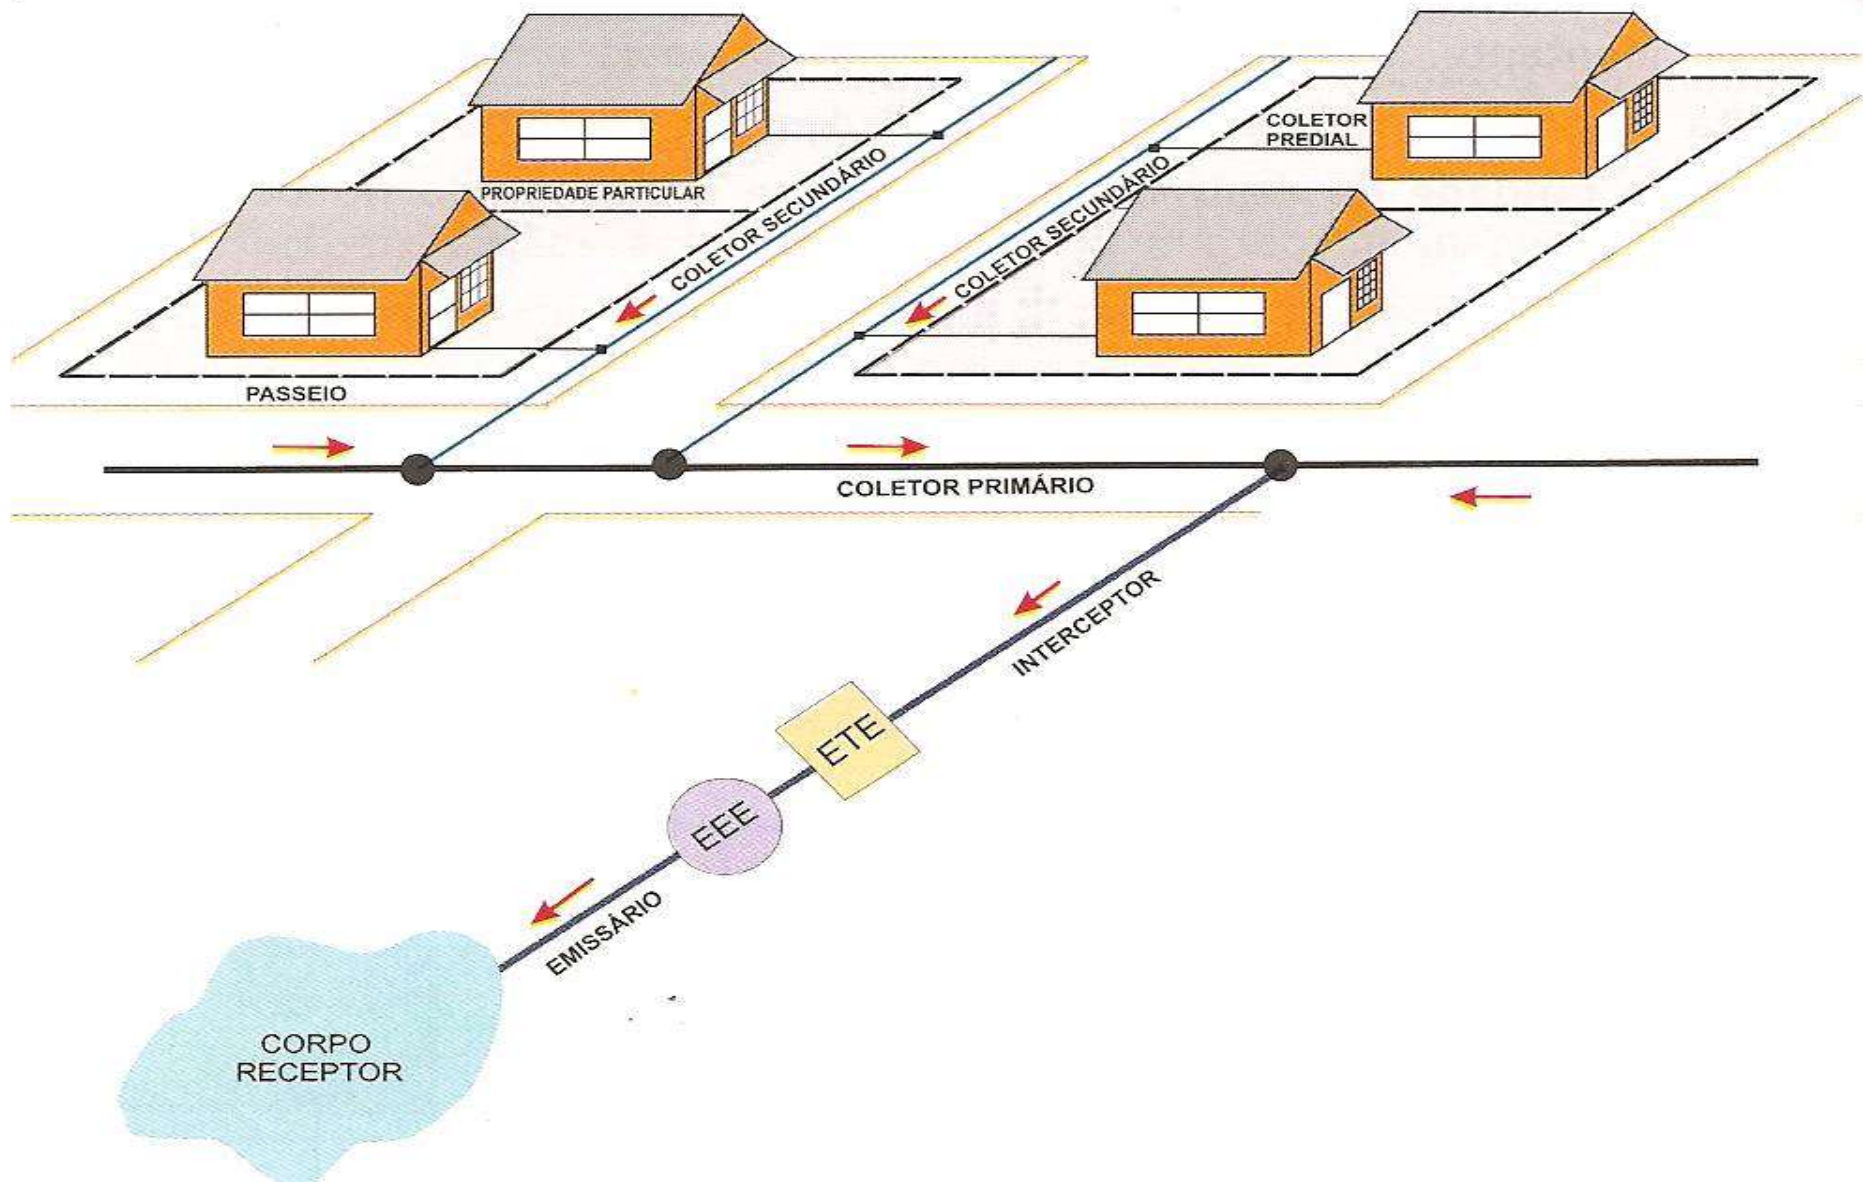 COLETOR
PREDIAL
PROPRIEDADE PARTICULAR
COLETOR SECUNDÁRIO
COLETOR SECUNDÁRIO
PASSEIO
COLETOR PRIMÁRIO
INTERCEPTOR
ETE
EEE
EMISSÁRIO
CORPO
RECEPTOR